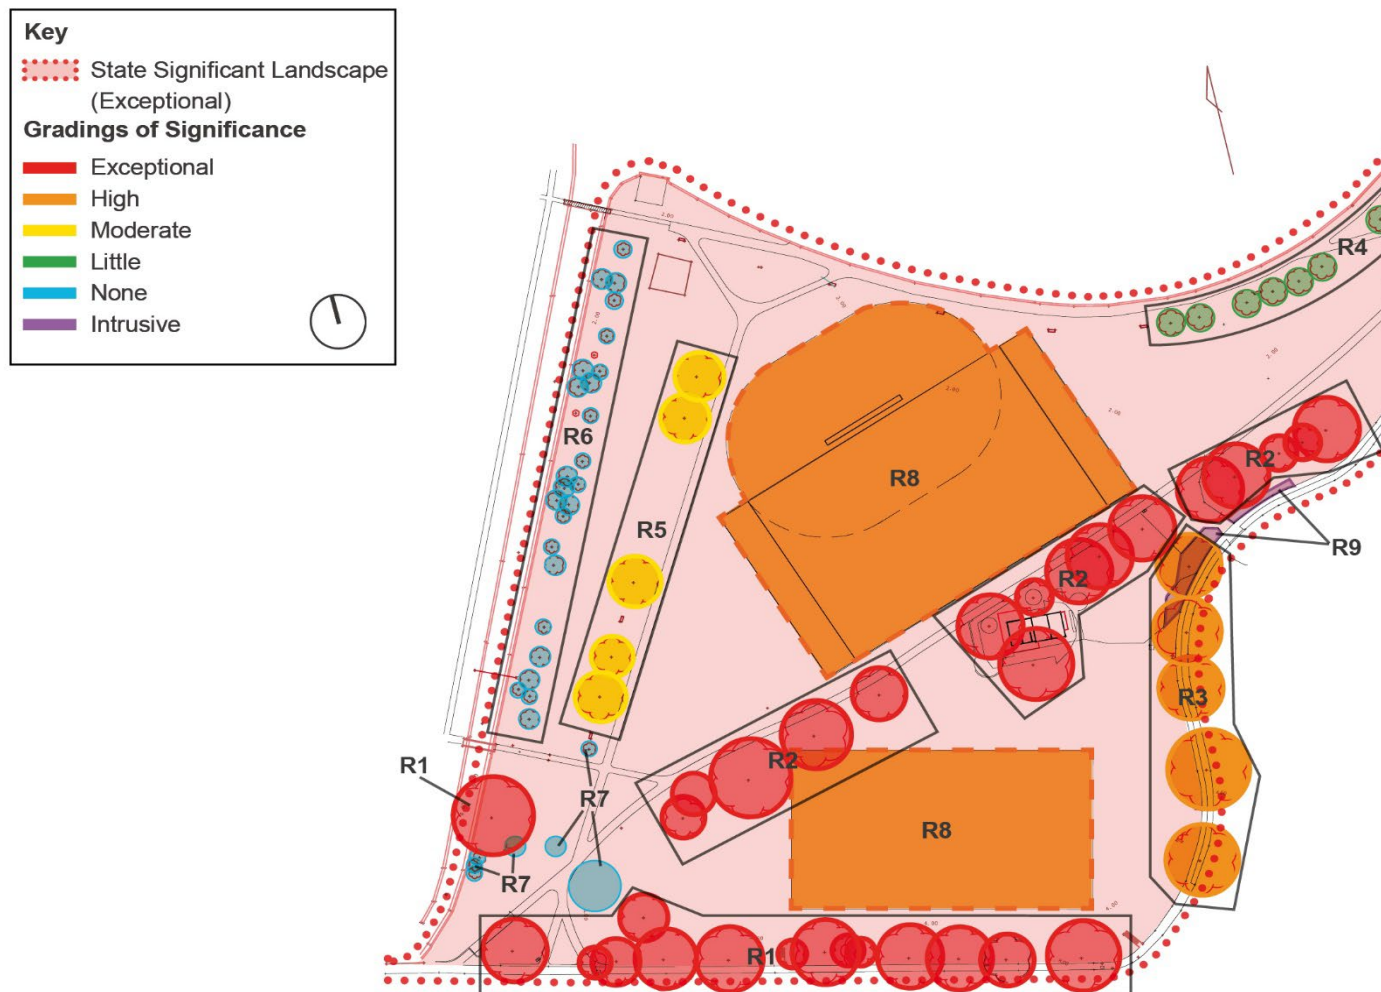 Key
State Significant Landscape
(Exceptional)
Gradings of Significance
Exceptional
High
Moderate
Little
None
Intrusive
R4
R6
R2
R8
R5
R9
R2
R3
R2
R1
R7
R8
R7
R1